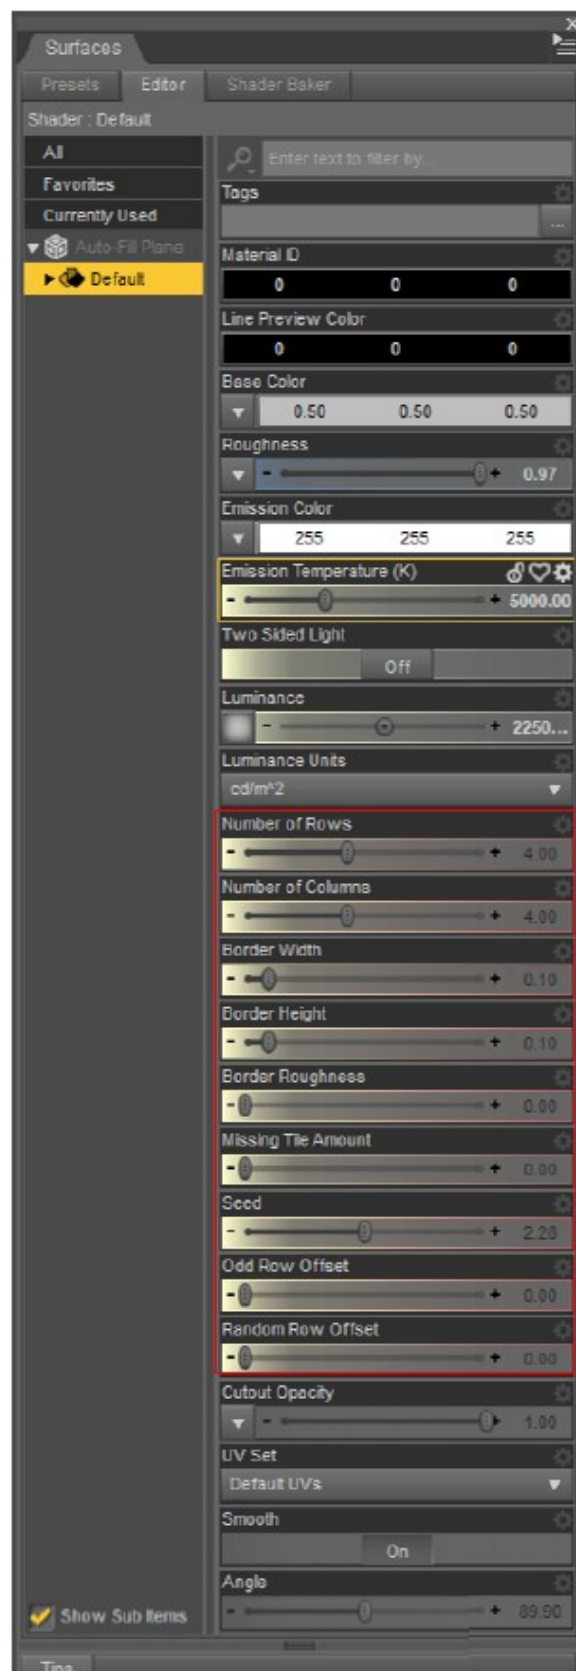 Surfaces
Presets Editor Shader Baker
Shader : Default
All
Favorites
Currently Used
Auto-Fill Plane
Default
Enter text to filter by...
Tags
...
Material ID
0 0 0
Line Preview Color
0 0 0
Base Color
0.50 0.50 0.50
Roughness
- + 0.97
Emission Color
255 255 255
Emission Temperature (K)
- + 5000.00
Two Sided Light
Off
Luminance
- + 2250...
Luminance Units
cd/m^2
Number of Rows
- + 4.00
Number of Columns
- + 4.00
Border Width
- + 0.10
Border Height
- + 0.10
Border Roughness
- + 0.00
Missing Tile Amount
- + 0.00
Seed
- + 2.28
Odd Row Offset
- + 0.00
Random Row Offset
- + 0.00
Cutout Opacity
- 1.00
UV Set
Default UVs
Smooth
On
Angle
- + 89.90
Show Sub Items
Tips